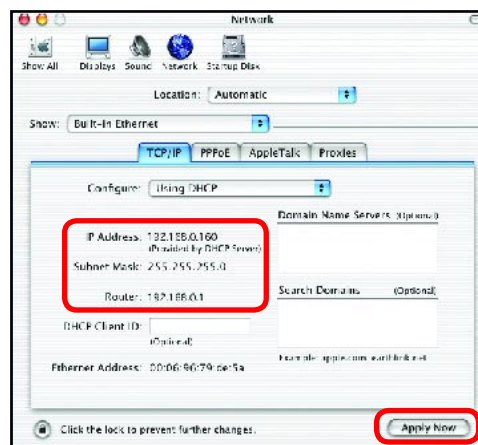 Network
Show All Displays Sound Network Startup Disk
Location: Automatic
Show: Built-in Ethernet
TCP/IP PPPoE AppleTalk Proxies
Configure: Using DHCP
Domain Name Servers (Optional)
IP Address: 192.168.0.160
(Provided by DHCP Server)
Subnet Mask: 255.255.255.0
Router: 192.168.0.1
Search Domains (Optional)
DHCP Client ID:
(Optional)
Example: apple.com, earthlink.net
Ethernet Address: 00:06:96:79:de:5a
Click the lock to prevent further changes.
Apply Now